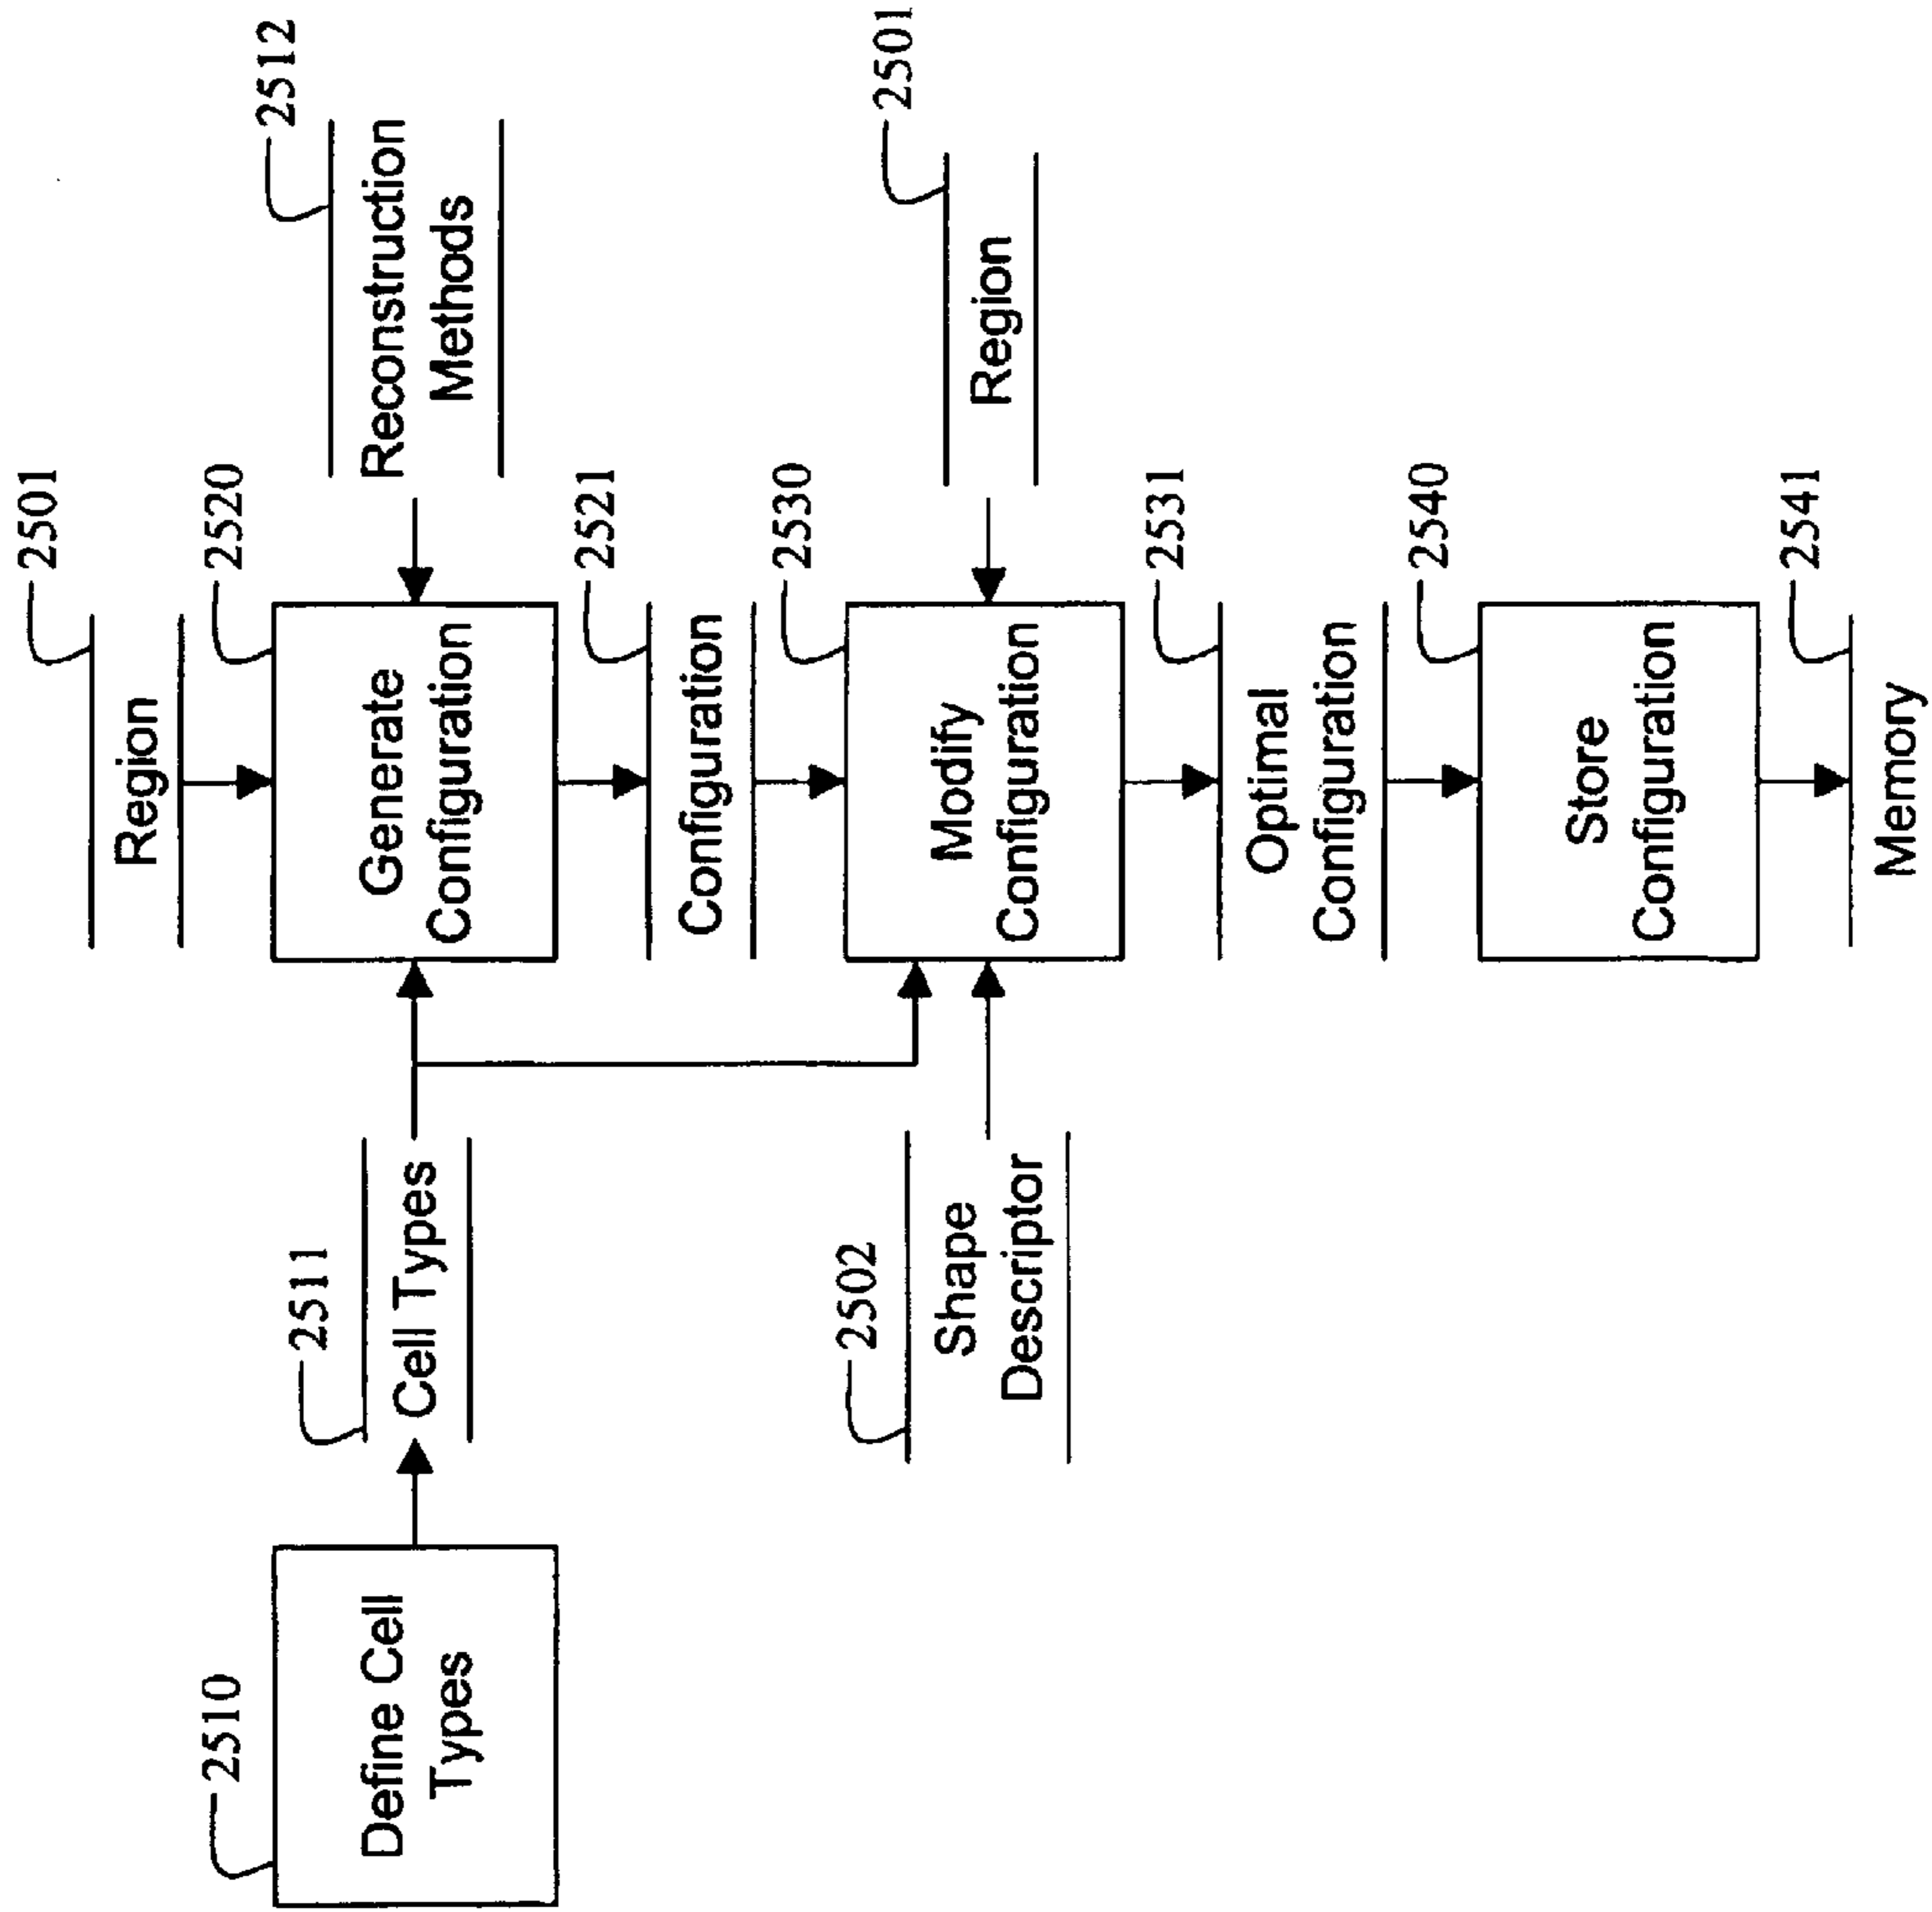 2501
Region
2510
2511
2520
2512
Define Cell
Types
Cell Types
Generate
Configuration
Reconstruction
Methods
2521
Configuration
2502
2530
2501
Shape
Descriptor
Modify
Configuration
Region
2531
Optimal
Configuration
2540
Store
Configuration
2541
Memory